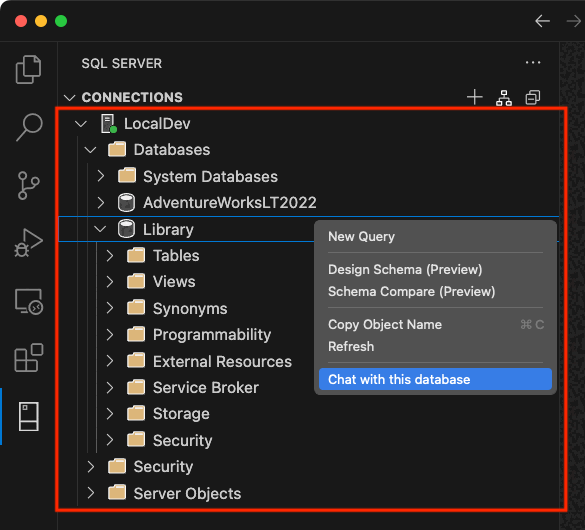 SQL SERVER
CONNECTIONS
LocalDev
Databases
System Databases
AdventureWorksLT2022
Library
Tables
Views
Synonyms
Programmability
External Resources
Service Broker
Storage
Security
Security
Server Objects
New Query
Design Schema (Preview)
Schema Compare (Preview)
Copy Object Name ⌘ C
Refresh
Chat with this database